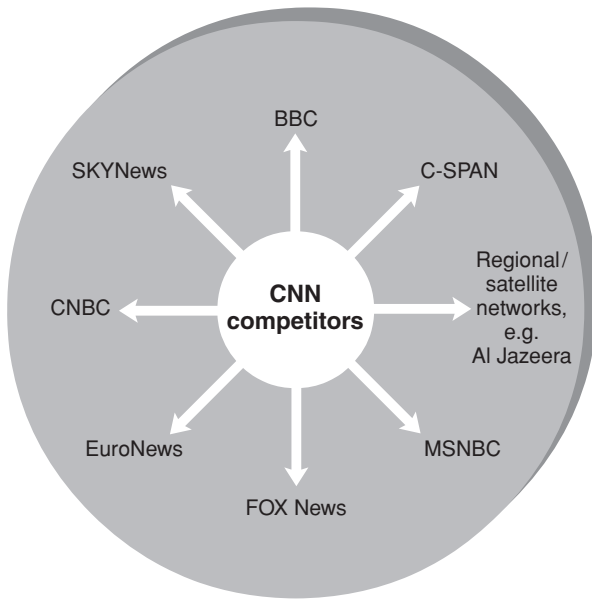 BBC
SKYNews
C-SPAN
CNN
competitors
CNBC
Regional/
satellite
networks,
e.g.
Al Jazeera
EuroNews
MSNBC
FOX News